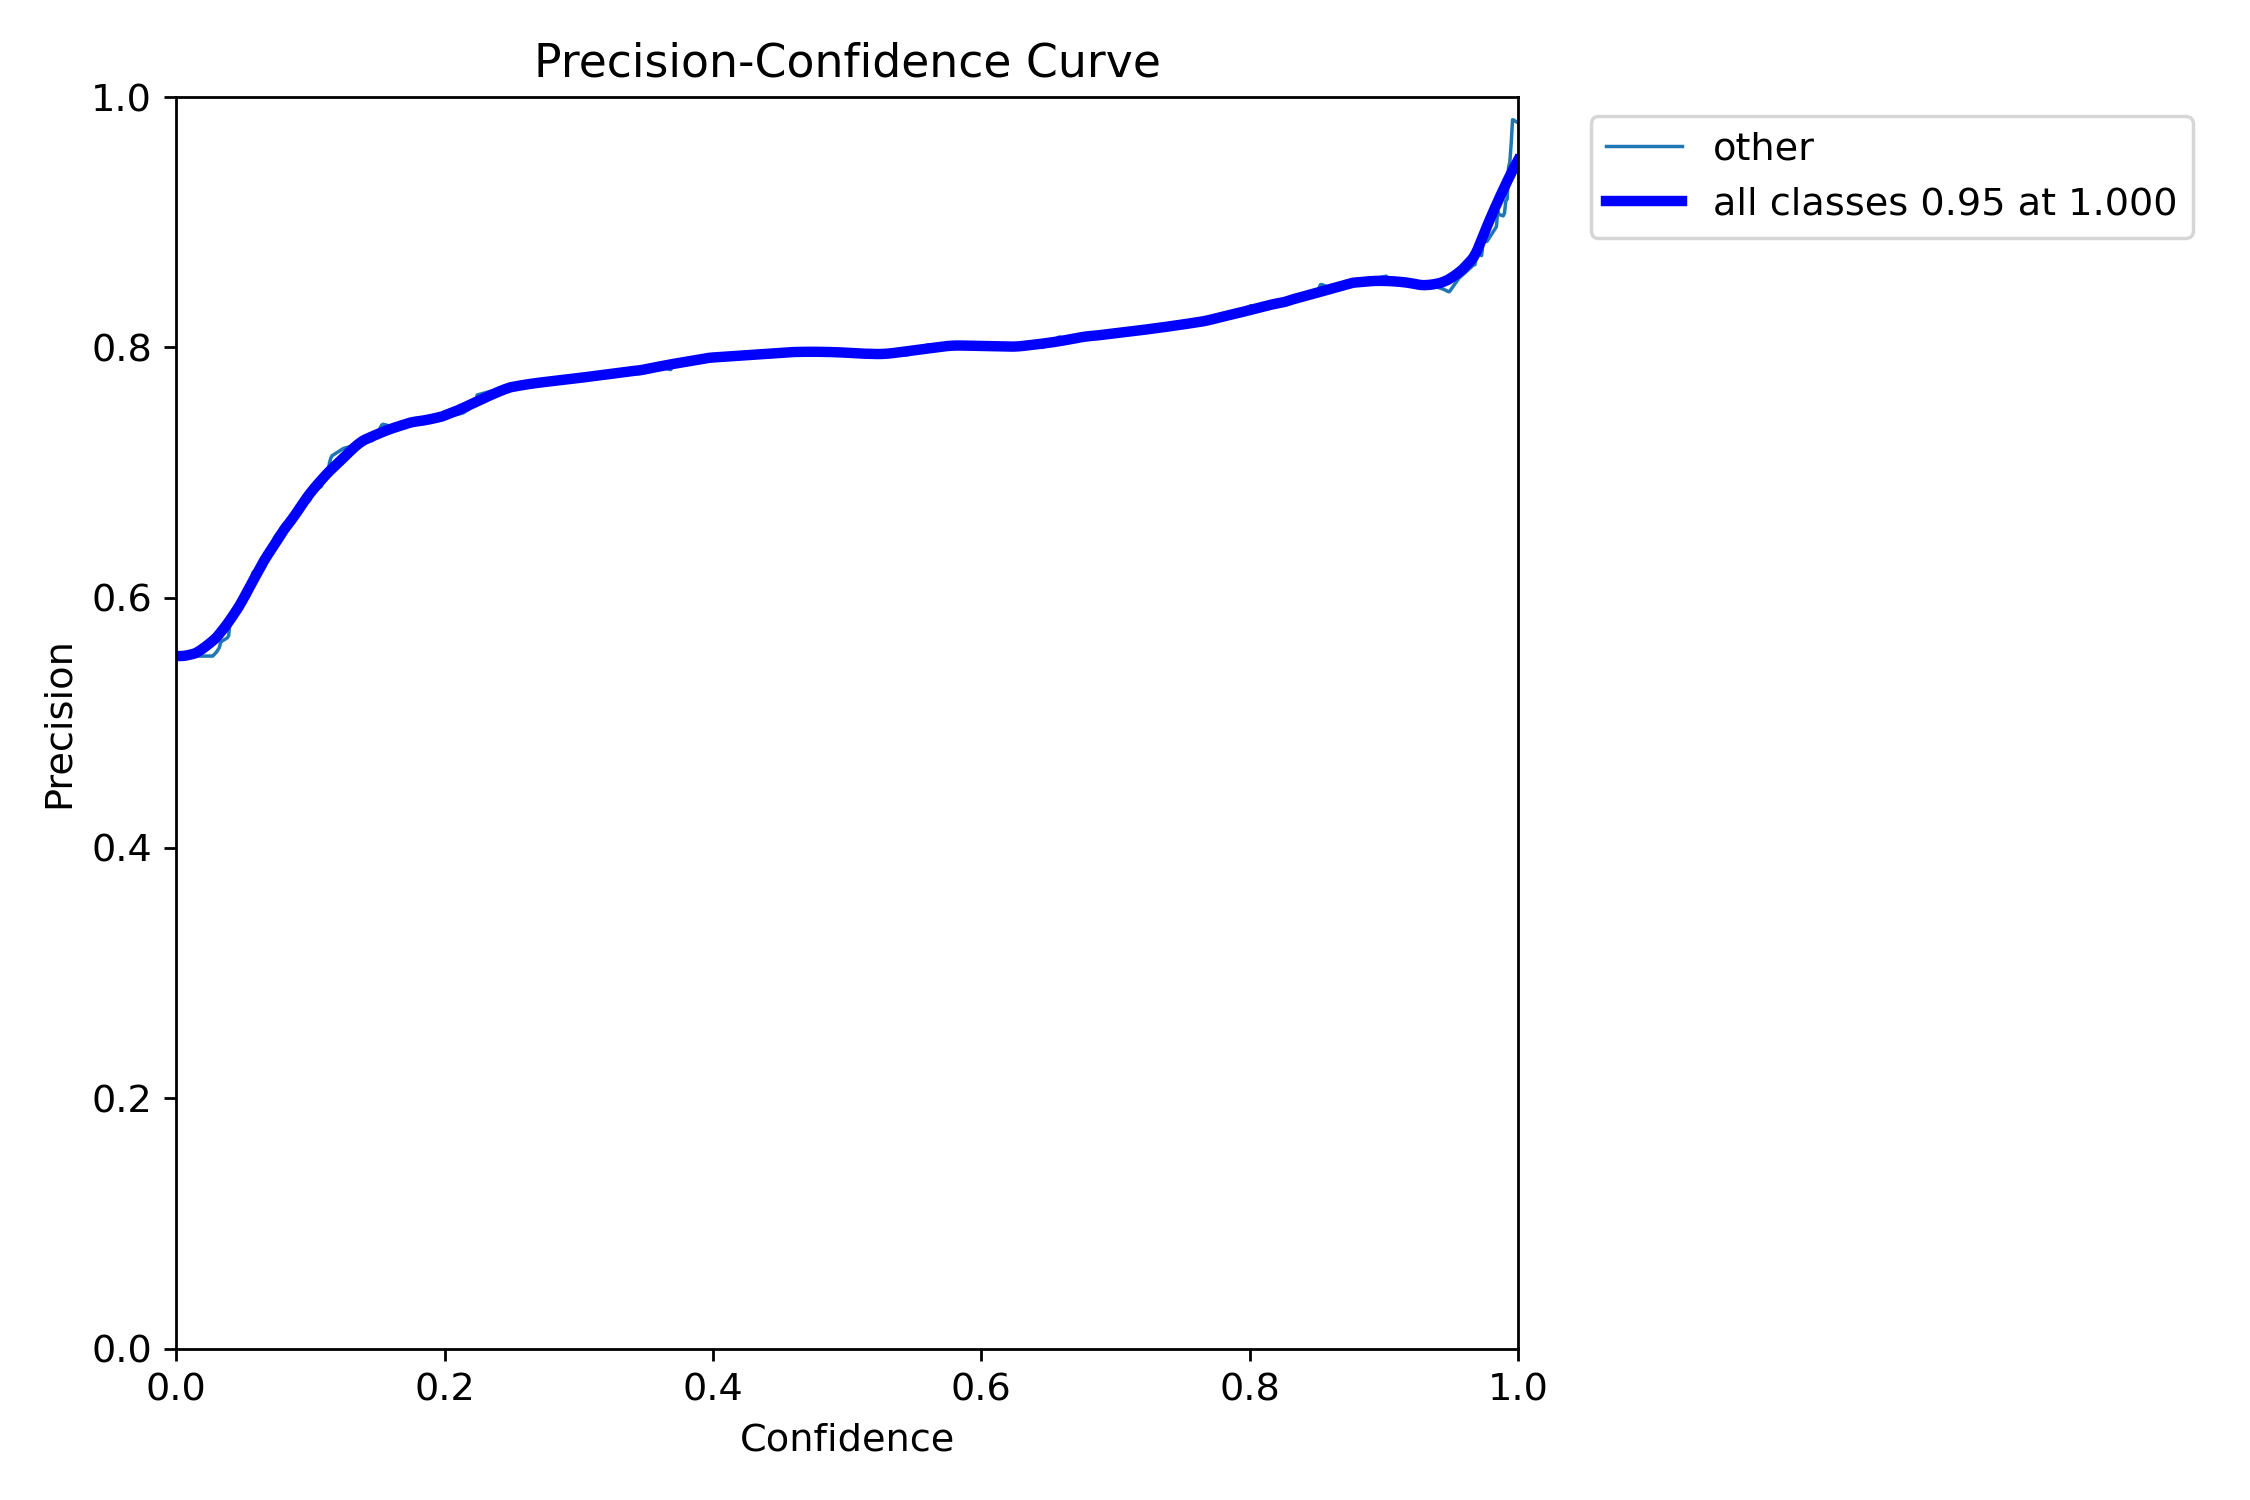 Precision-Confidence Curve
1.0
0.8
0.6
0.4
0.2
0.0
Precision
0.0 0.2 0.4 0.6 0.8 1.0
Confidence
other
all classes 0.95 at 1.000